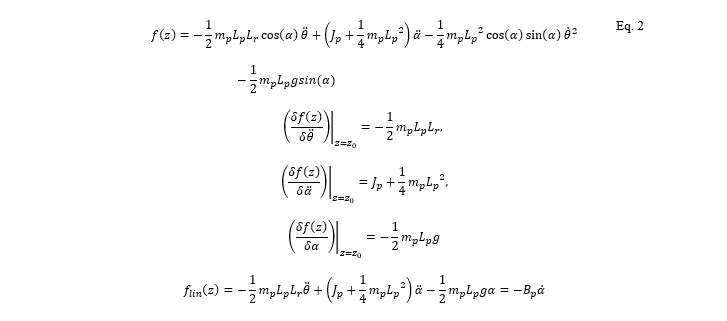 f(z) = −1/2 m_p L_p L_r cos(α) θ̈ + (J_p + 1/4 m_p L_p²) α̈ − 1/4 m_p L_p² cos(α) sin(α) θ̇² Eq. 2
− 1/2 m_p L_p g sin(α)
(δf(z)/δθ̈)|_{z=z₀} = −1/2 m_p L_p L_r,
(δf(z)/δα̈)|_{z=z₀} = J_p + 1/4 m_p L_p²,
(δf(z)/δα)|_{z=z₀} = −1/2 m_p L_p g
f_lin(z) = −1/2 m_p L_p L_r θ̈ + (J_p + 1/4 m_p L_p²) α̈ − 1/2 m_p L_p g α = −B_p α̇